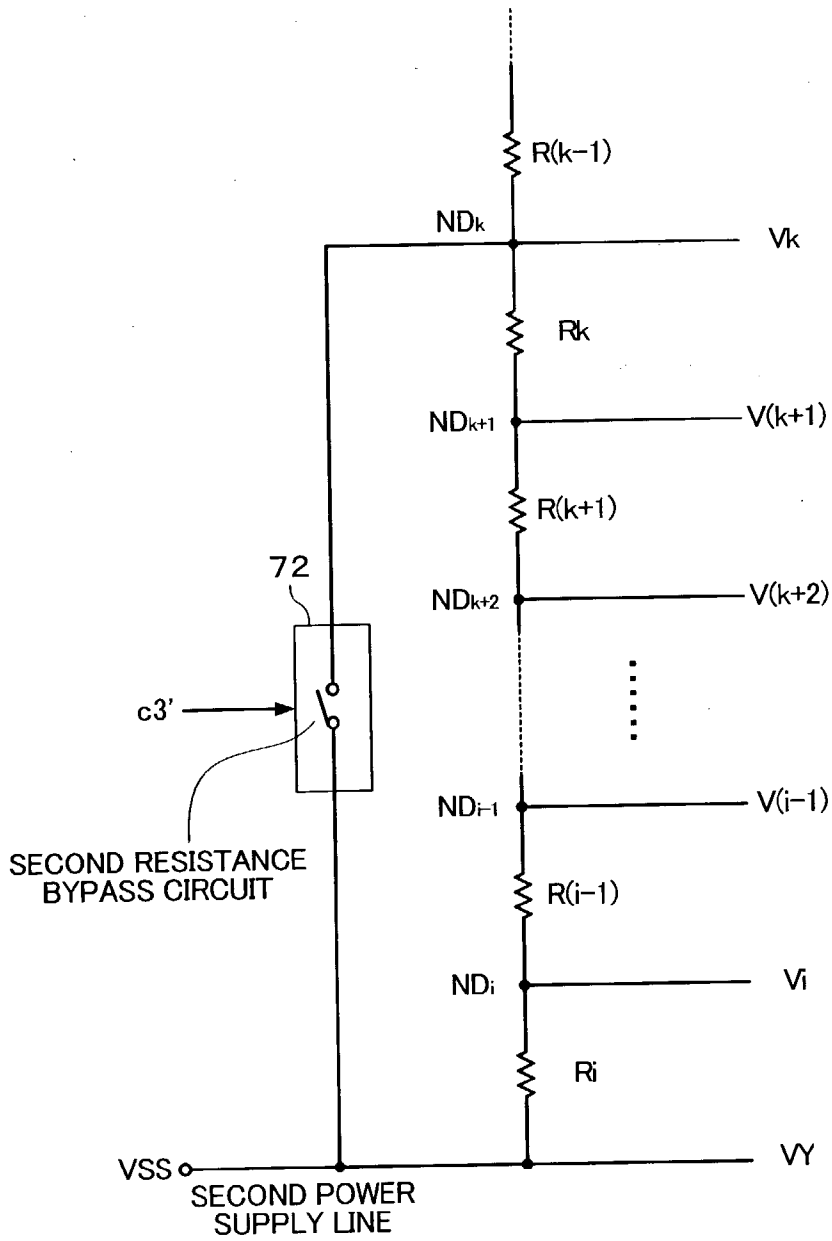 R(k-1)
NDk
Vk
Rk
NDk+1
V(k+1)
R(k+1)
72
NDk+2
V(k+2)
c3'
NDi-1
V(i-1)
SECOND RESISTANCE
BYPASS CIRCUIT
R(i-1)
NDi
Vi
Ri
VSS
VY
SECOND POWER
SUPPLY LINE